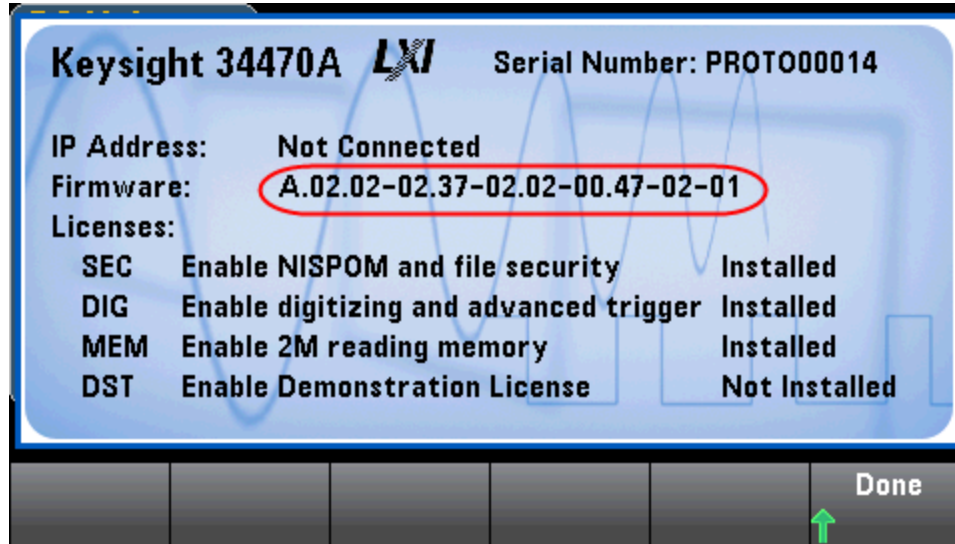 Keysight 34470A LXI Serial Number: PROTO00014
IP Address: Not Connected
Firmware: A.02.02-02.37-02.02-00.47-02-01
Licenses:
SEC Enable NISPOM and file security Installed
DIG Enable digitizing and advanced trigger Installed
MEM Enable 2M reading memory Installed
DST Enable Demonstration License Not Installed
Done